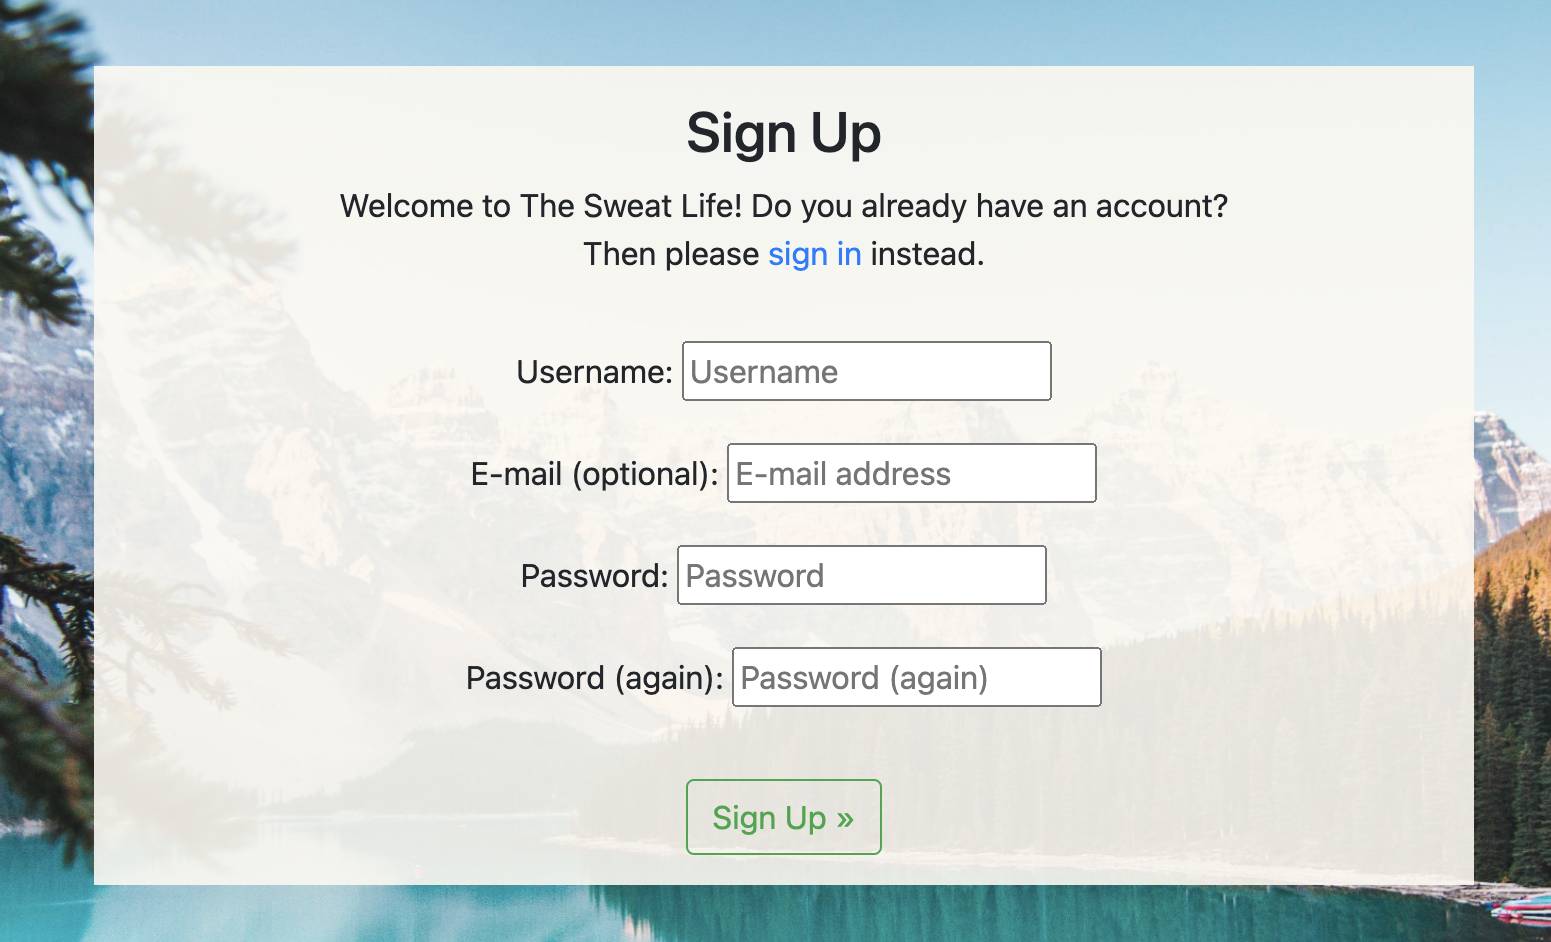 Sign Up
Welcome to The Sweat Life! Do you already have an account?
Then please sign in instead.
Username: Username
E-mail (optional): E-mail address
Password: Password
Password (again): Password (again)
Sign Up »